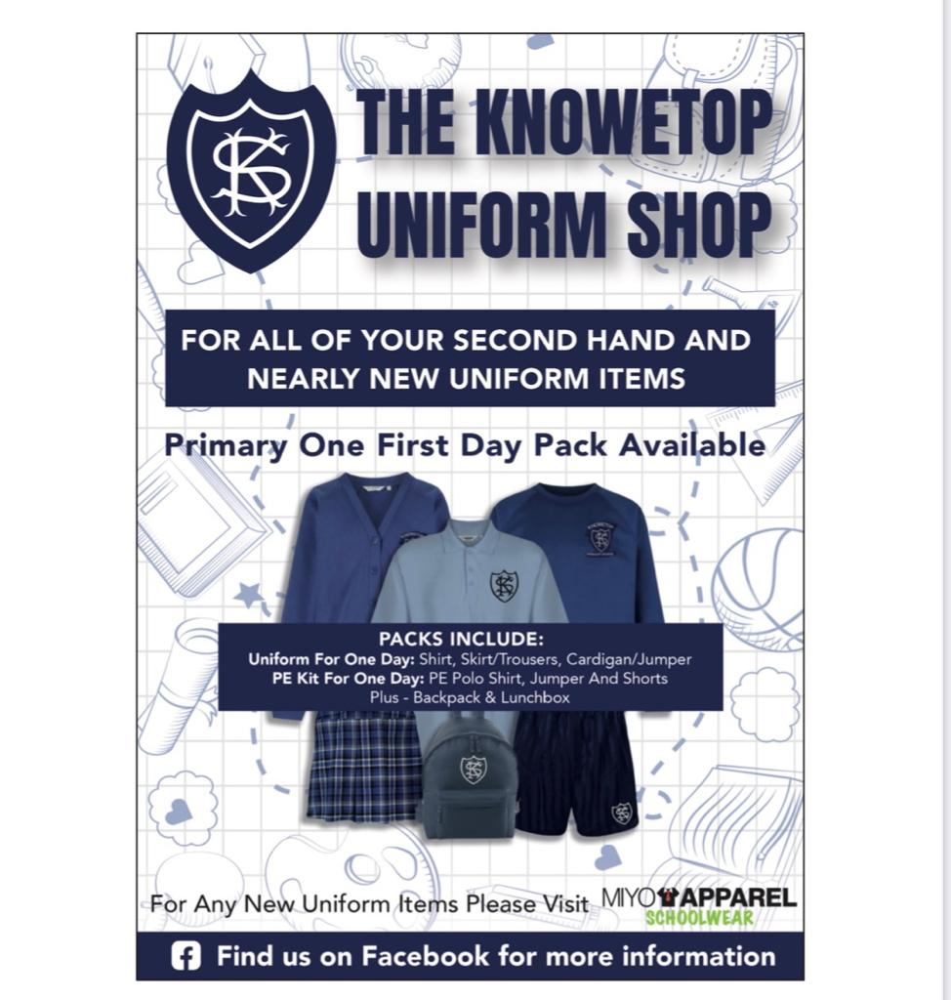 THE KNOWETOP
UNIFORM SHOP
FOR ALL OF YOUR SECOND HAND AND
NEARLY NEW UNIFORM ITEMS
Primary One First Day Pack Available
KNOWETOP
PACKS INCLUDE:
Uniform For One Day: Shirt, Skirt/Trousers, Cardigan/Jumper
PE Kit For One Day: PE Polo Shirt, Jumper And Shorts
Plus - Backpack & Lunchbox
For Any New Uniform Items Please Visit MIYO APPAREL
SCHOOLWEAR
Find us on Facebook for more information